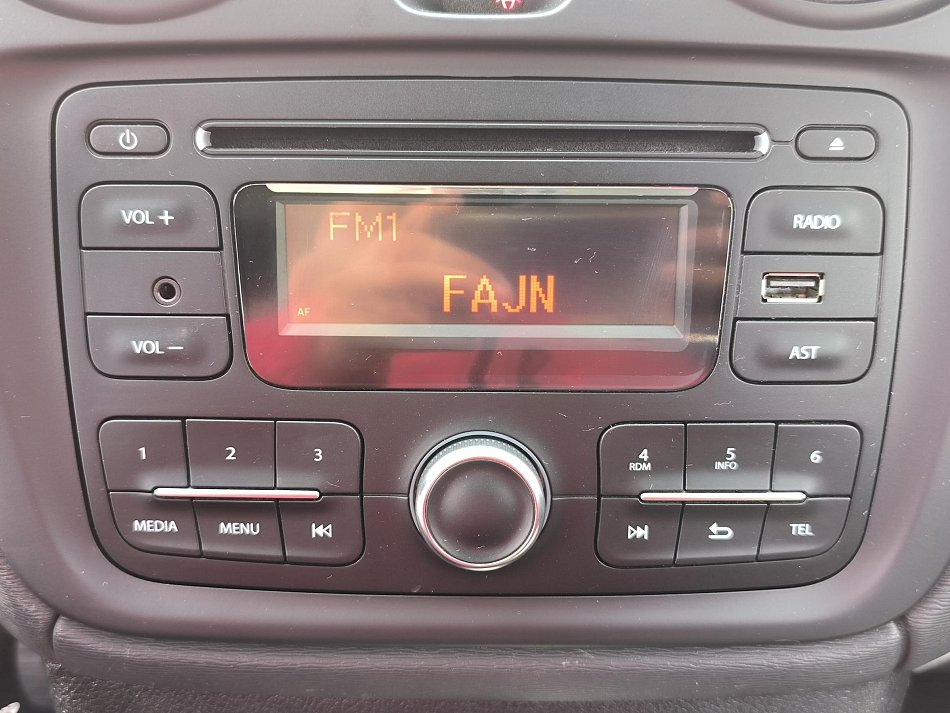 VOL +
FM1
RADIO
FAJN
AF
VOL −
AST
1
2
3
4
RDM
5
INFO
6
MEDIA
MENU
TEL